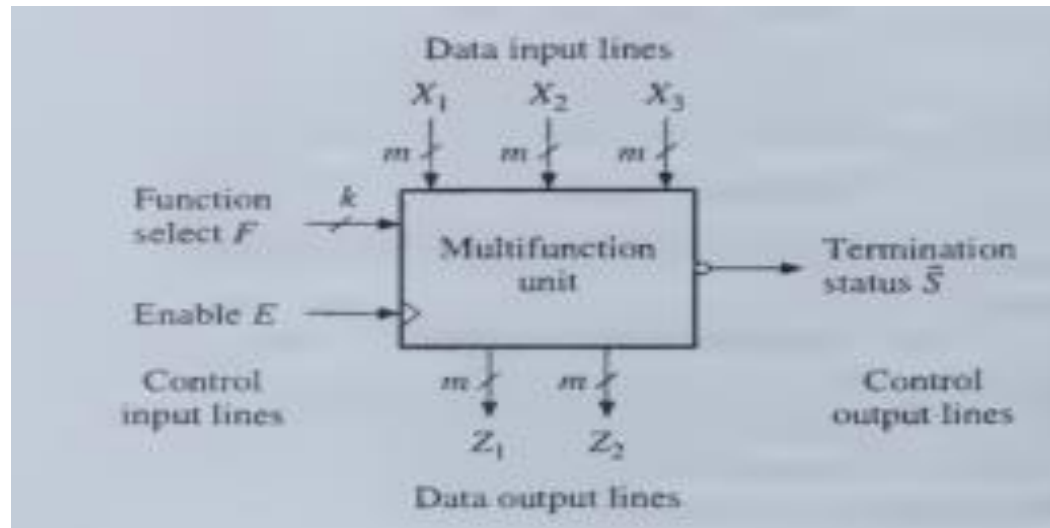 Data input lines
X₁ X₂ X₃
m m m
Function
select F
k
Multifunction
unit
Termination
status S̄
Enable E
Control
input lines
m m
Control
output lines
Z₁ Z₂
Data output lines